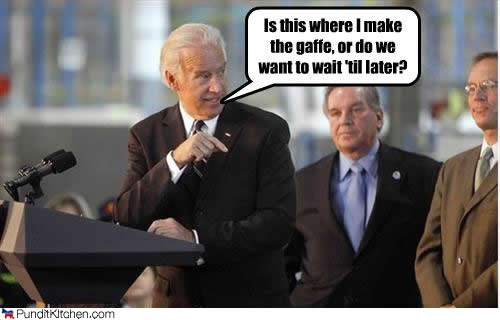 Is this where I make
the gaffe, or do we
want to wait 'til later?
PunditKitchen.com